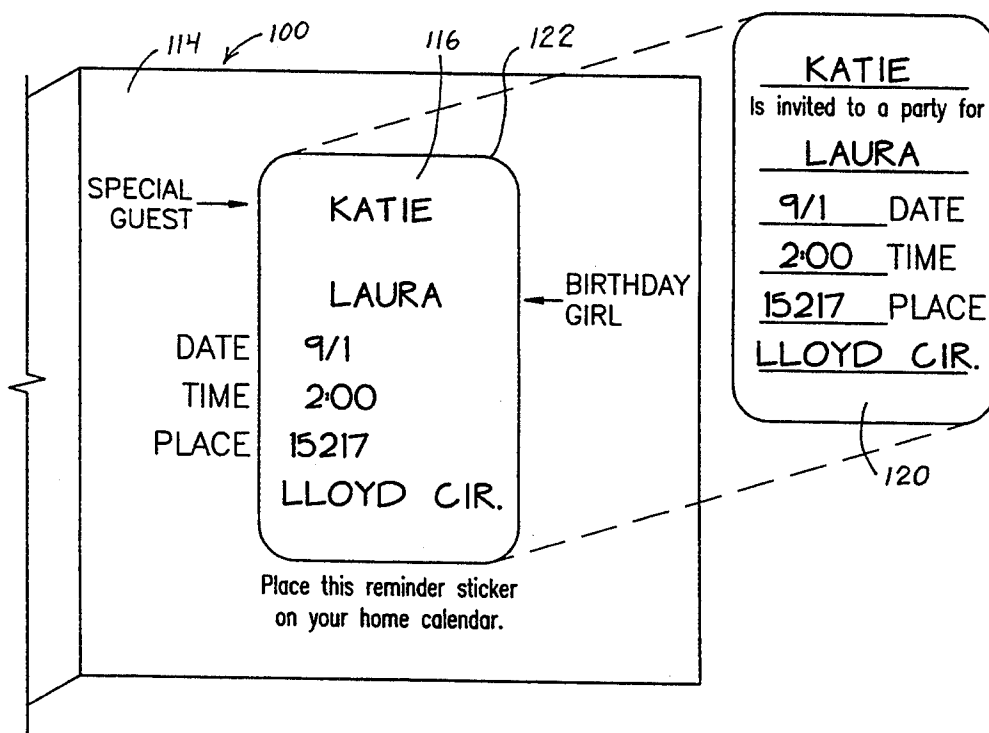 114
100
116
122
SPECIAL
GUEST
KATIE
LAURA
BIRTHDAY
GIRL
DATE 9/1
TIME 2:00
PLACE 15217
LLOYD CIR.
Place this reminder sticker
on your home calendar.
KATIE
Is invited to a party for
LAURA
9/1 DATE
2:00 TIME
15217 PLACE
LLOYD CIR.
120